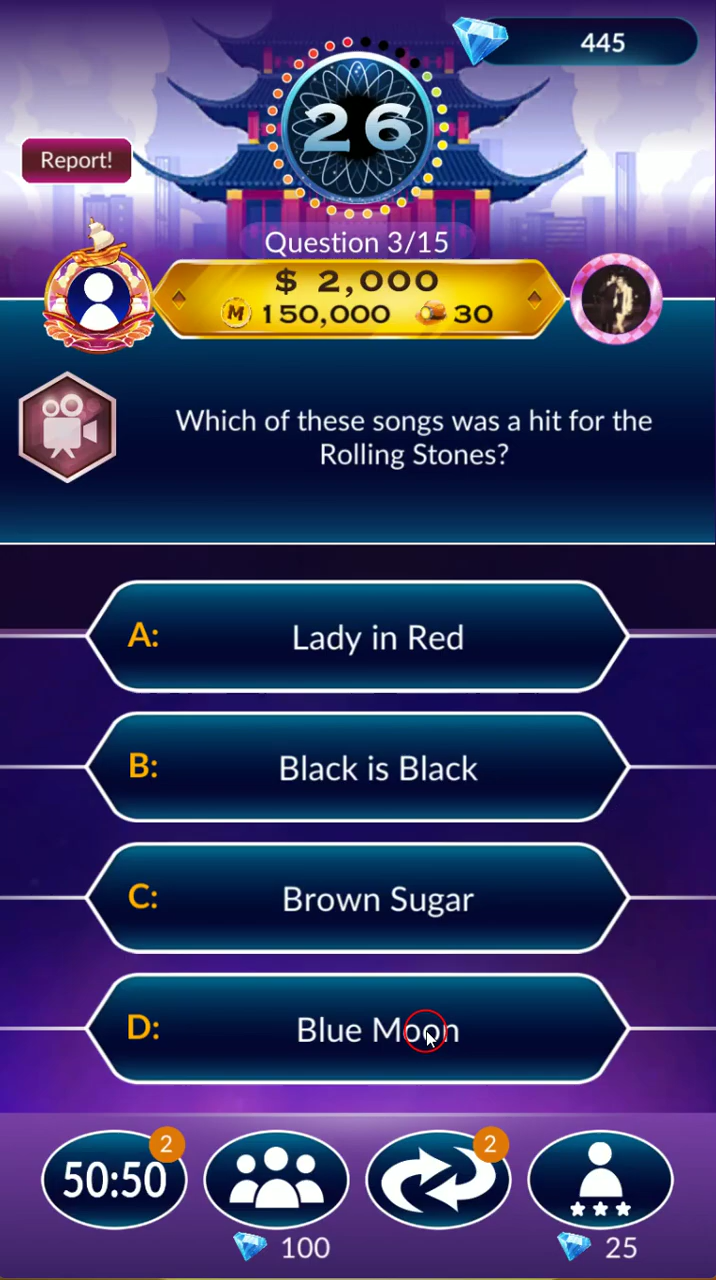 445
26
Report!
Question 3/15
$ 2,000
M 150,000 30
Which of these songs was a hit for the
Rolling Stones?
A: Lady in Red
B: Black is Black
C: Brown Sugar
D: Blue Moon
50:50 2
2
100
25